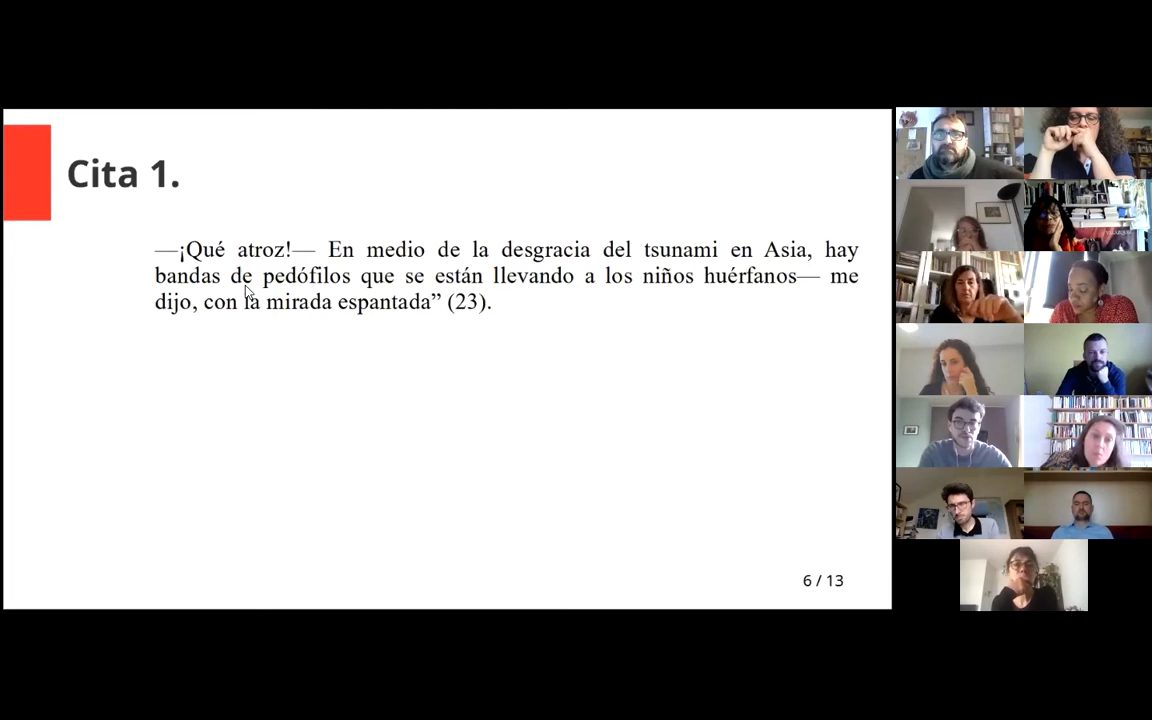 Cita 1.
—¡Qué atroz!— En medio de la desgracia del tsunami en Asia, hay
bandas de pedófilos que se están llevando a los niños huérfanos— me
dijo, con la mirada espantada” (23).
6 / 13